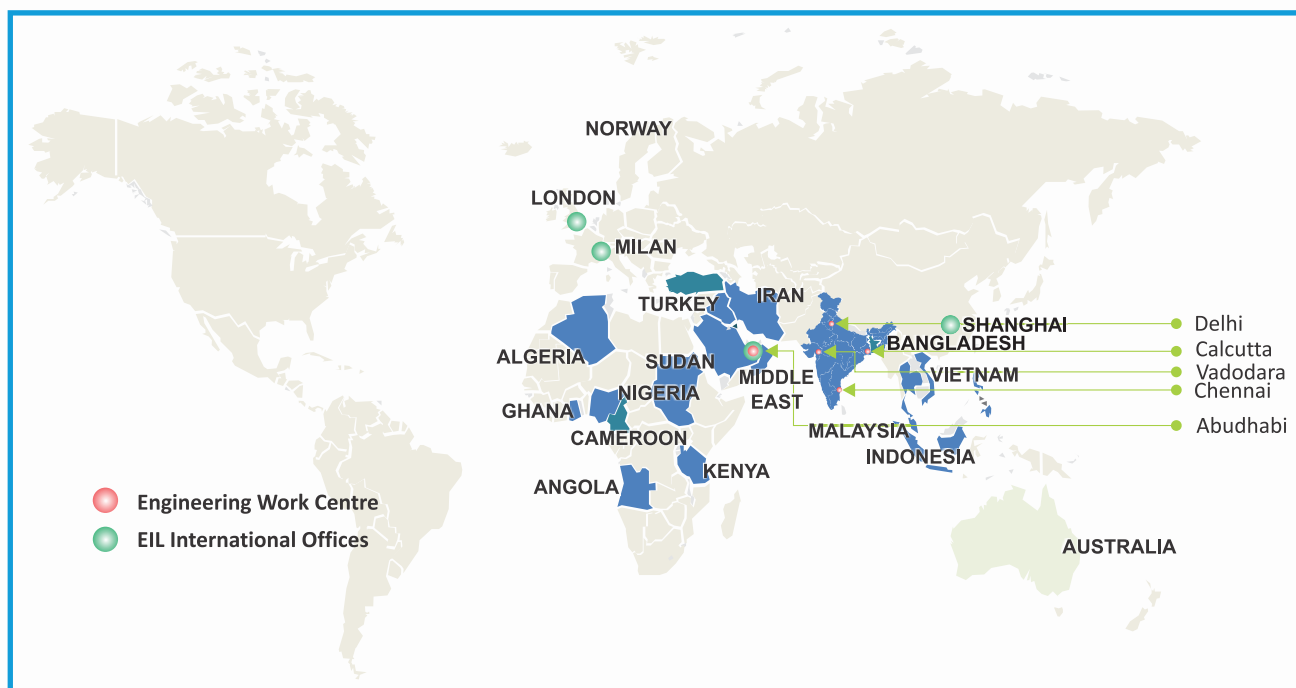 NORWAY
LONDON
MILAN
TURKEY
IRAN
SHANGHAI
Delhi
BANGLADESH
Calcutta
ALGERIA
SUDAN
MIDDLE
EAST
VIETNAM
Vadodara
Chennai
NIGERIA
GHANA
CAMEROON
MALAYSIA
Abudhabi
INDONESIA
KENYA
ANGOLA
Engineering Work Centre
EIL International Offices
AUSTRALIA